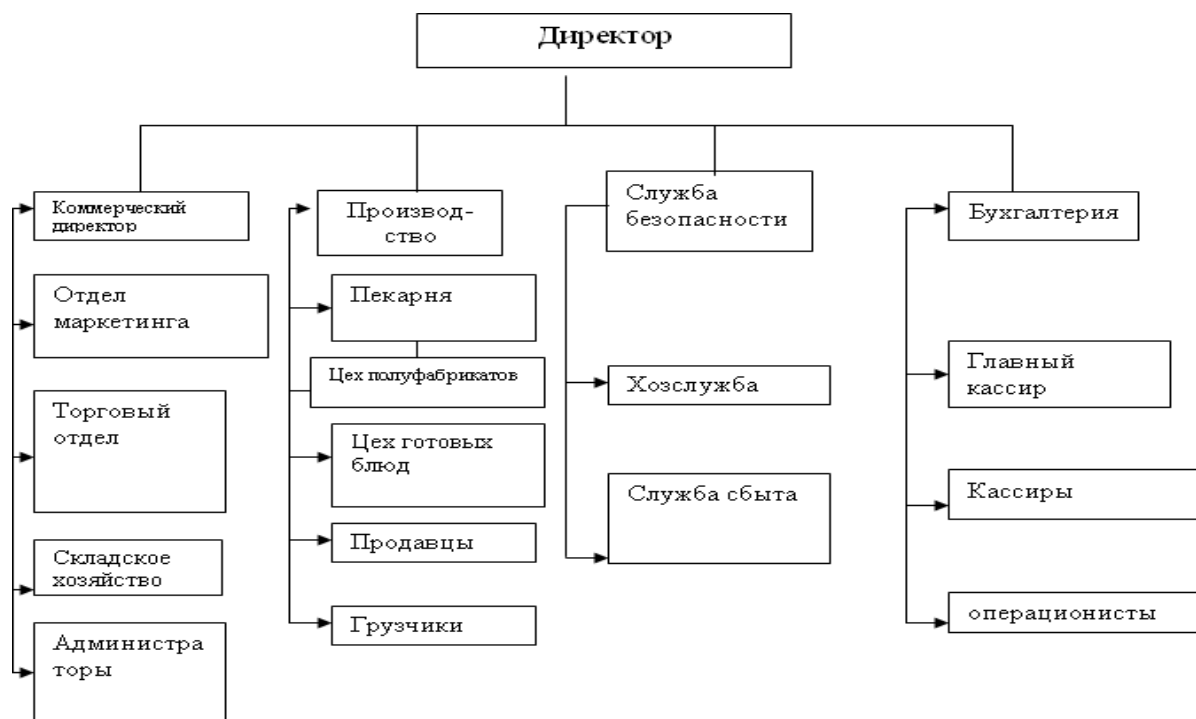 Директор
Коммерческий
директор
Отдел
маркетинга
Торговый
отдел
Складское
хозяйство
Администра
торы
Производ-
ство
Пекарня
Цех полуфабрикатов
Цех готовых
блюд
Продавцы
Грузчики
Служба
безопасности
Хозслужба
Служба сбыта
Бухгалтерия
Главный
кассир
Кассиры
операционисты